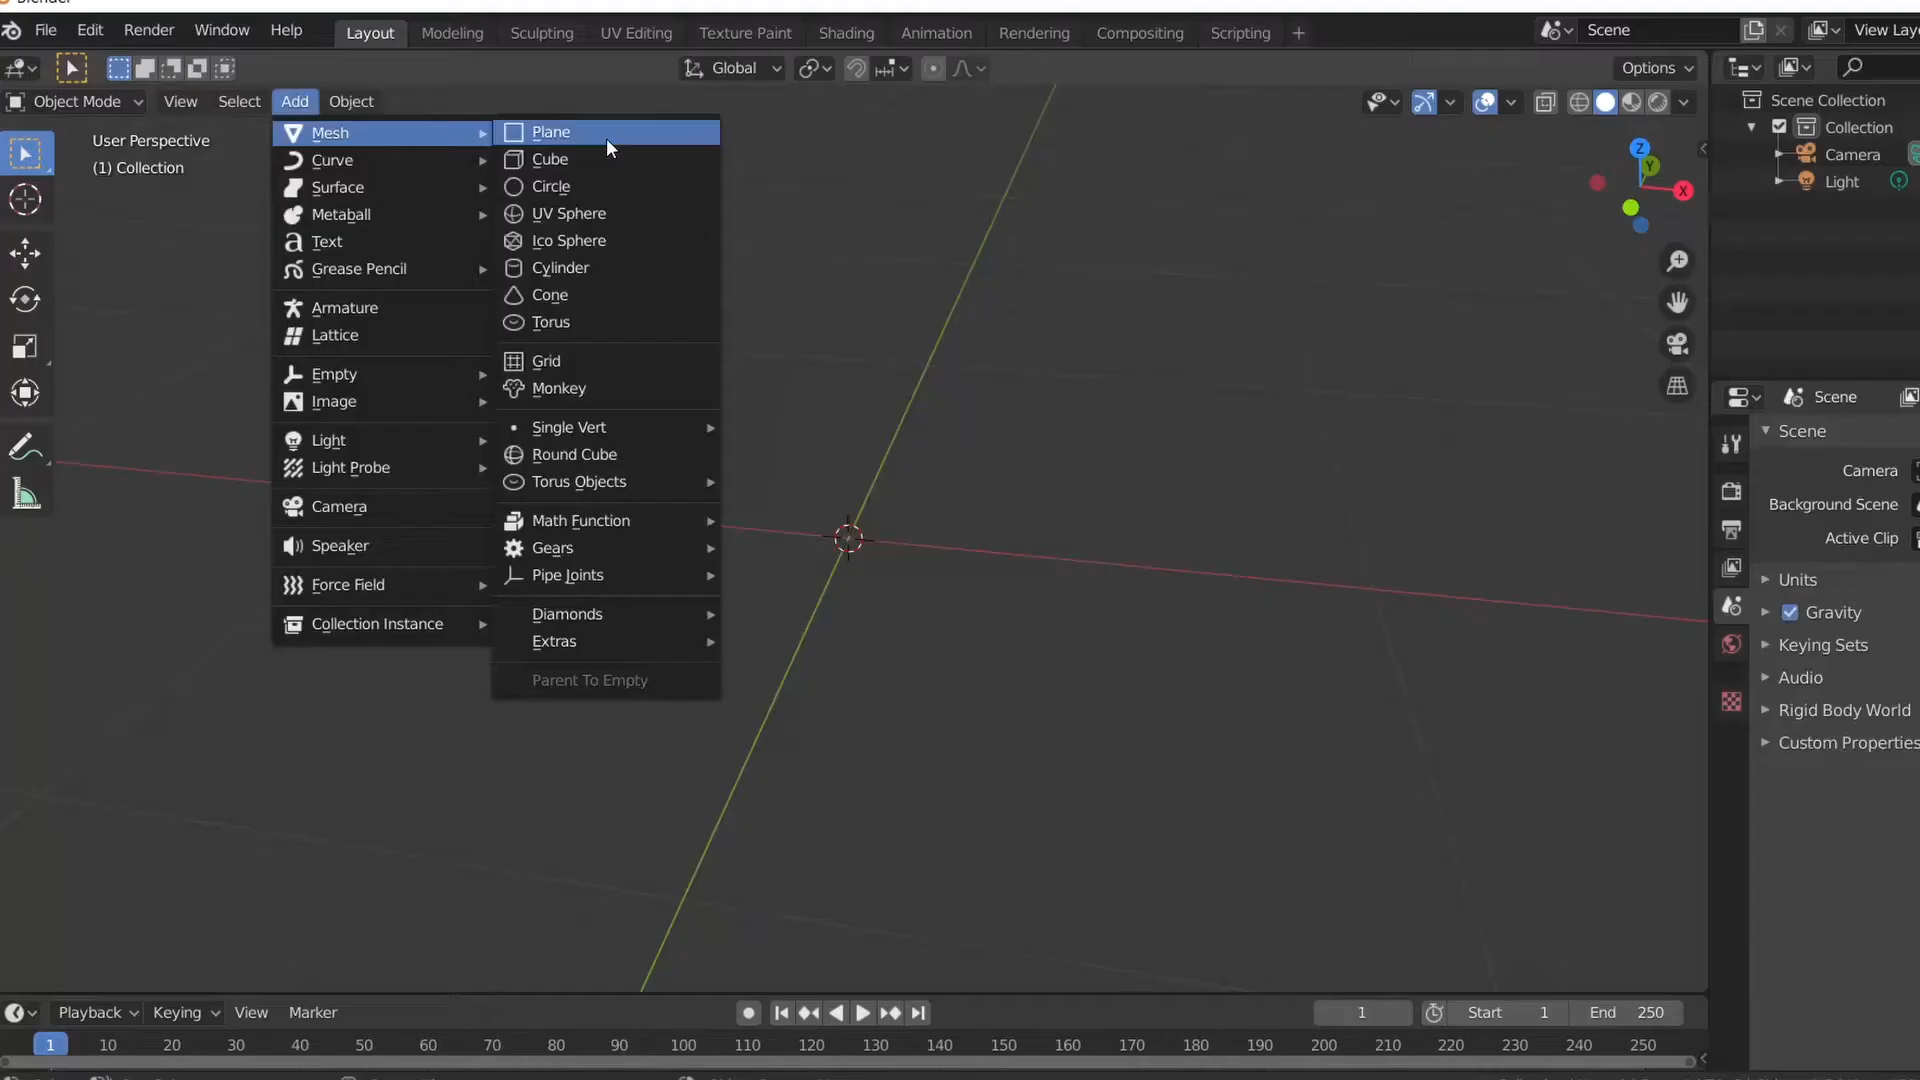 Blender
File Edit Render Window Help Layout Modeling Sculpting UV Editing Texture Paint Shading Animation Rendering Compositing Scripting + Scene View Lay
Global Options
Object Mode View Select Add Object
User Perspective
(1) Collection
Mesh
Curve
Surface
Metaball
Text
Grease Pencil
Armature
Lattice
Empty
Image
Light
Light Probe
Camera
Speaker
Force Field
Collection Instance
Plane
Cube
Circle
UV Sphere
Ico Sphere
Cylinder
Cone
Torus
Grid
Monkey
Single Vert
Round Cube
Torus Objects
Math Function
Gears
Pipe Joints
Diamonds
Extras
Parent To Empty
Z
Y
X
Scene Collection
Collection
Camera
Light
Scene
Scene
Camera
Background Scene
Active Clip
Units
Gravity
Keying Sets
Audio
Rigid Body World
Custom Properties
Playback Keying View Marker 1 Start 1 End 250
1 10 20 30 40 50 60 70 80 90 100 110 120 130 140 150 160 170 180 190 200 210 220 230 240 250